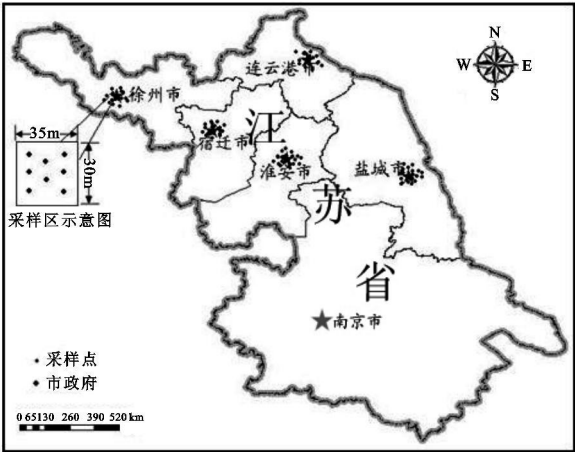 N
W E
S
连云港市
徐州市
35m
30m
采样区示意图
宿迁市
江
淮安市
盐城市
苏
省
南京市
采样点
市政府
0 65130 260 390 520 km